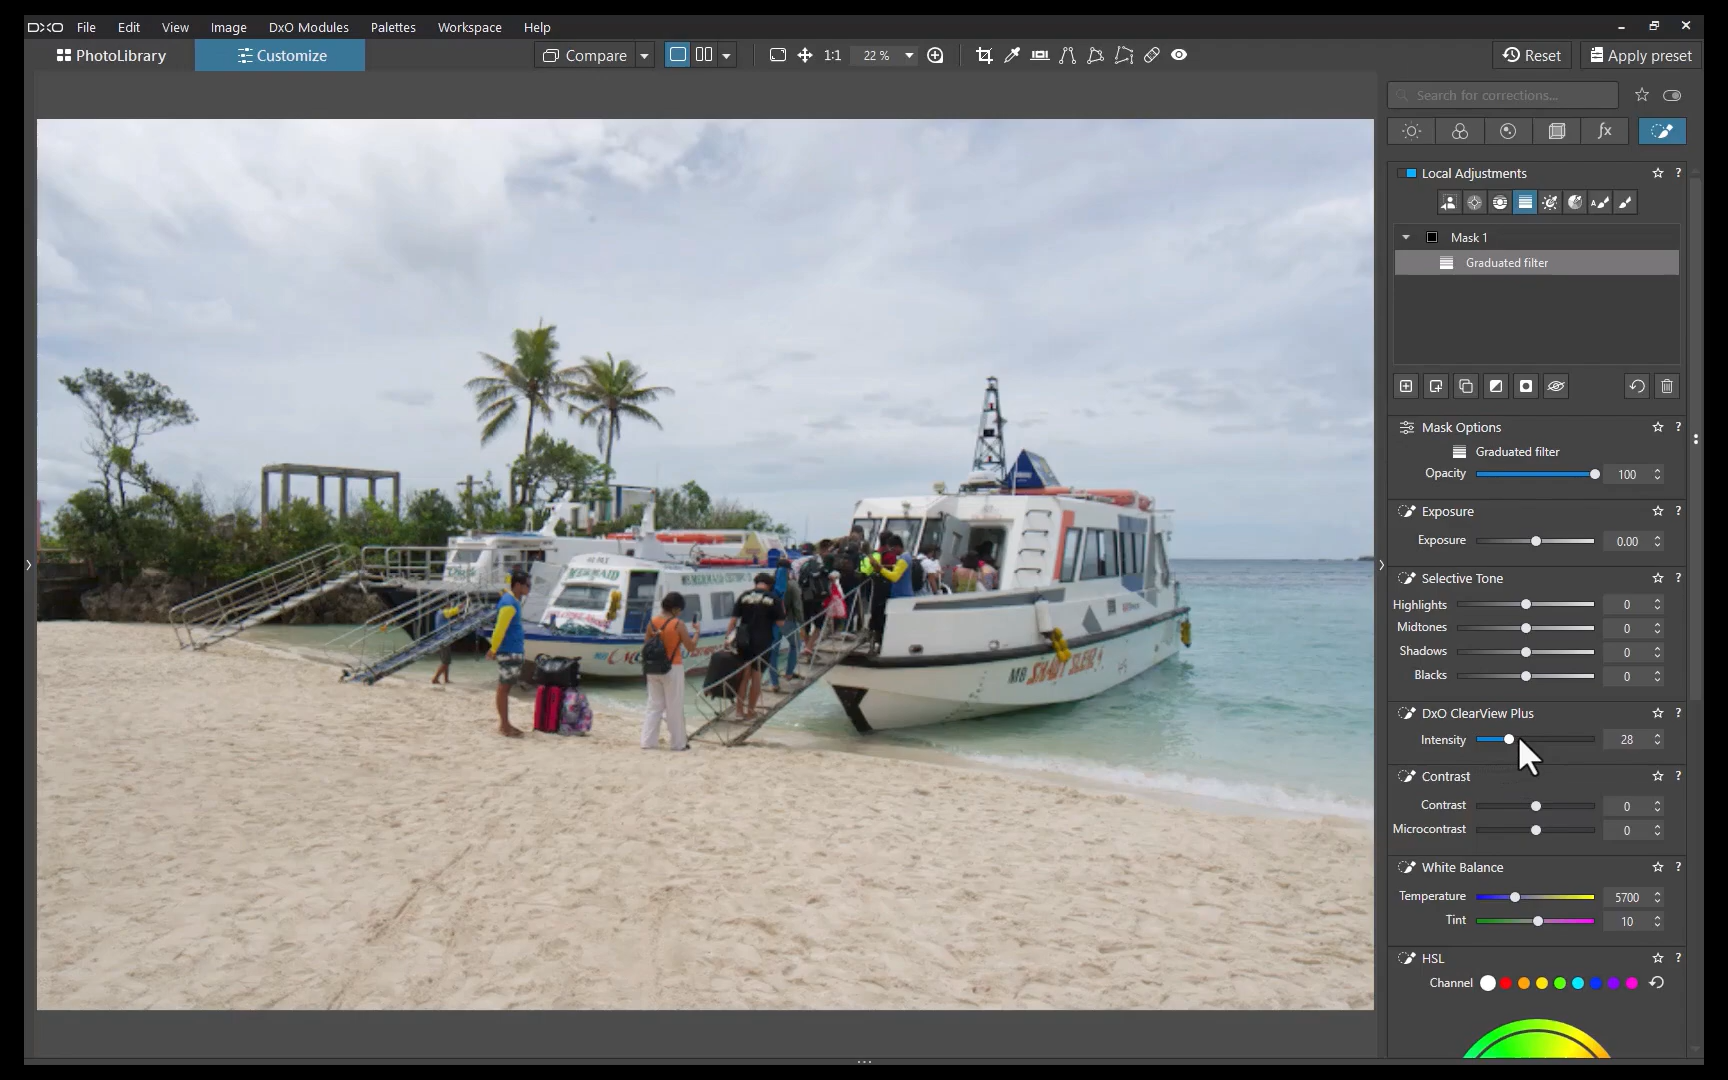 DXO File Edit View Image DxO Modules Palettes Workspace Help
PhotoLibrary Customize Compare 1:1 22 % Reset Apply preset
Search for corrections...
fx
Local Adjustments ?
A
Mask 1
Graduated filter
Mask Options ?
Graduated filter
Opacity 100
Exposure ?
Exposure 0.00
Selective Tone ?
Highlights 0
Midtones 0
Shadows 0
Blacks 0
DxO ClearView Plus ?
Intensity 28
Contrast ?
Contrast 0
Microcontrast 0
White Balance ?
Temperature 5700
Tint 10
HSL ?
Channel
MERMAID
MB